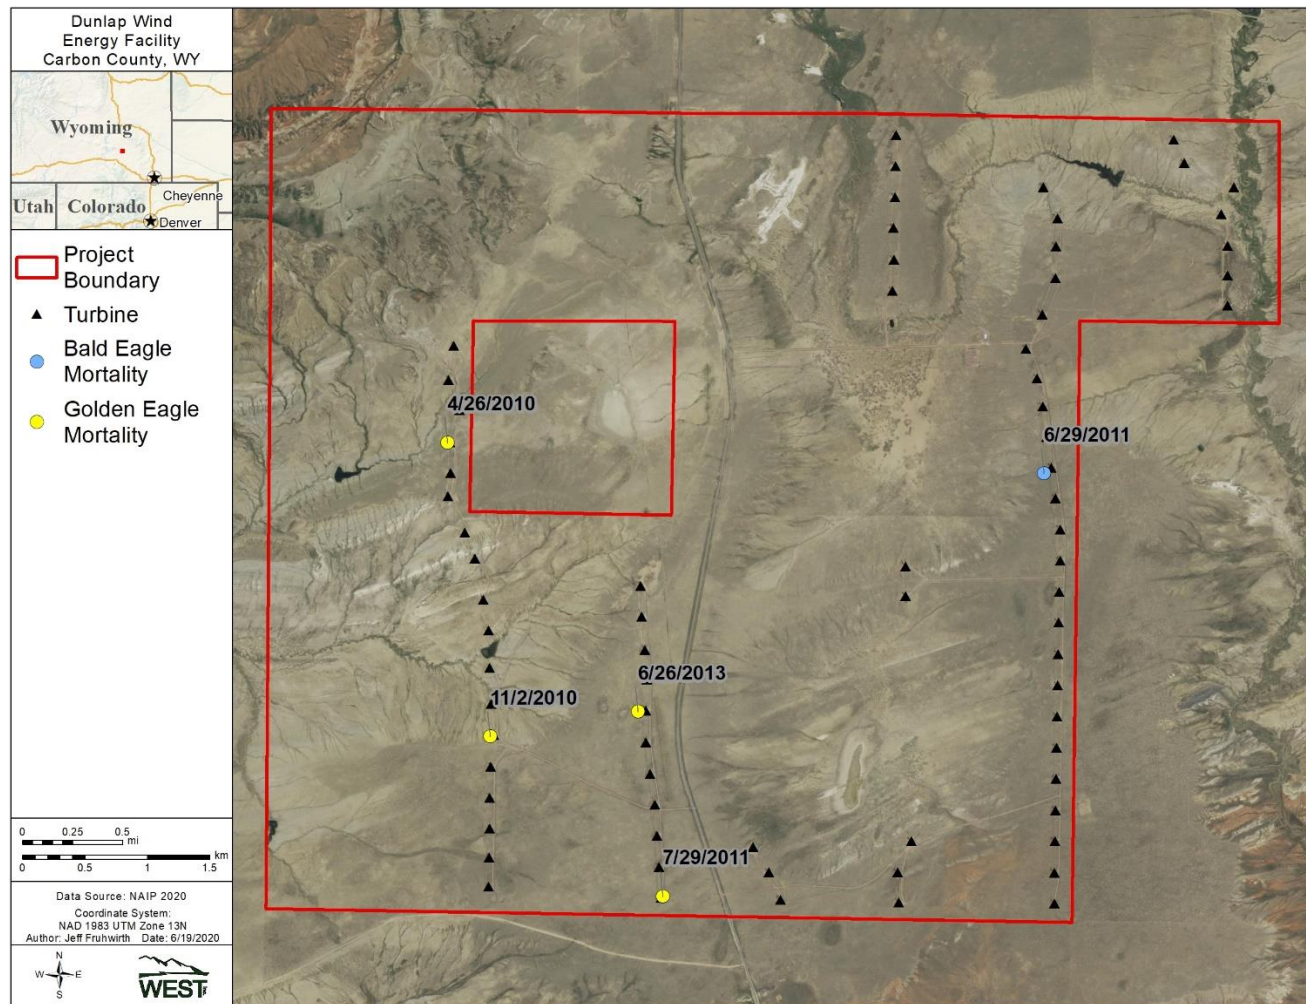 Dunlap Wind
Energy Facility
Carbon County, WY
Wyoming
Cheyenne
Utah
Colorado
Denver
Project
Boundary
Turbine
Bald Eagle
Mortality
Golden Eagle
Mortality
4/26/2010
6/29/2011
6/26/2013
11/2/2010
7/29/2011
0 0.25 0.5
mi
km
0 0.5 1 1.5
Data Source: NAIP 2020
Coordinate System:
NAD 1983 UTM Zone 13N
Author: Jeff Fruhwirth Date: 6/19/2020
N
W E
S
WEST